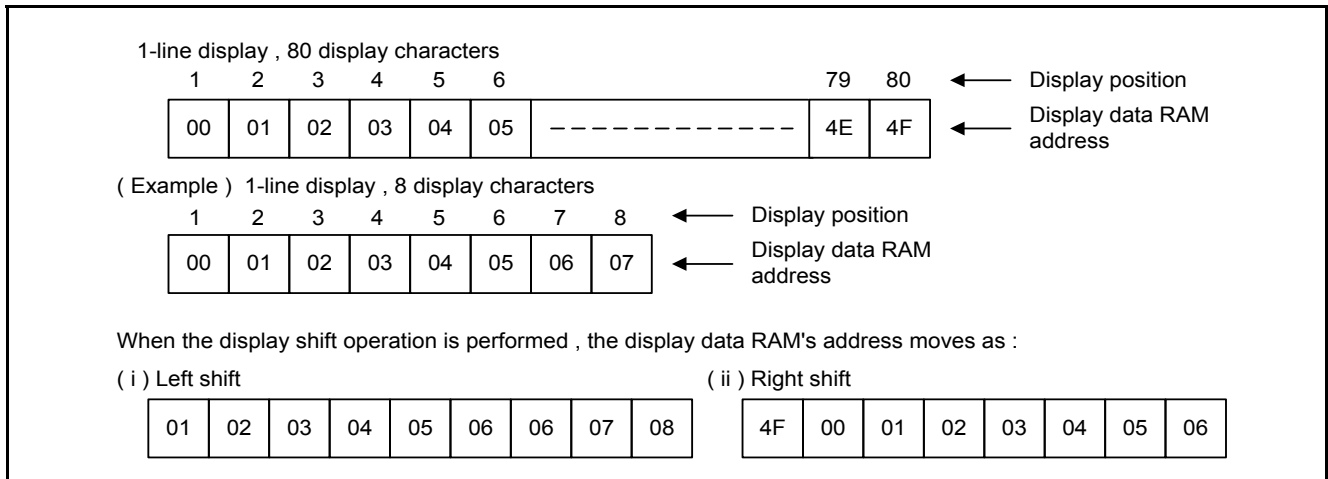 1-line display , 80 display characters
1 2 3 4 5 6 79 80 Display position
00 01 02 03 04 05 4E 4F Display data RAM address
( Example ) 1-line display , 8 display characters
1 2 3 4 5 6 7 8 Display position
00 01 02 03 04 05 06 07 Display data RAM address
When the display shift operation is performed , the display data RAM's address moves as :
( i ) Left shift ( ii ) Right shift
01 02 03 04 05 06 06 07 08 4F 00 01 02 03 04 05 06